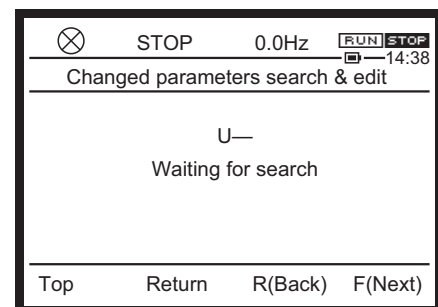 STOP 0.0Hz RUN STOP
14:38
Changed parameters search & edit
U—
Waiting for search
Top Return R(Back) F(Next)